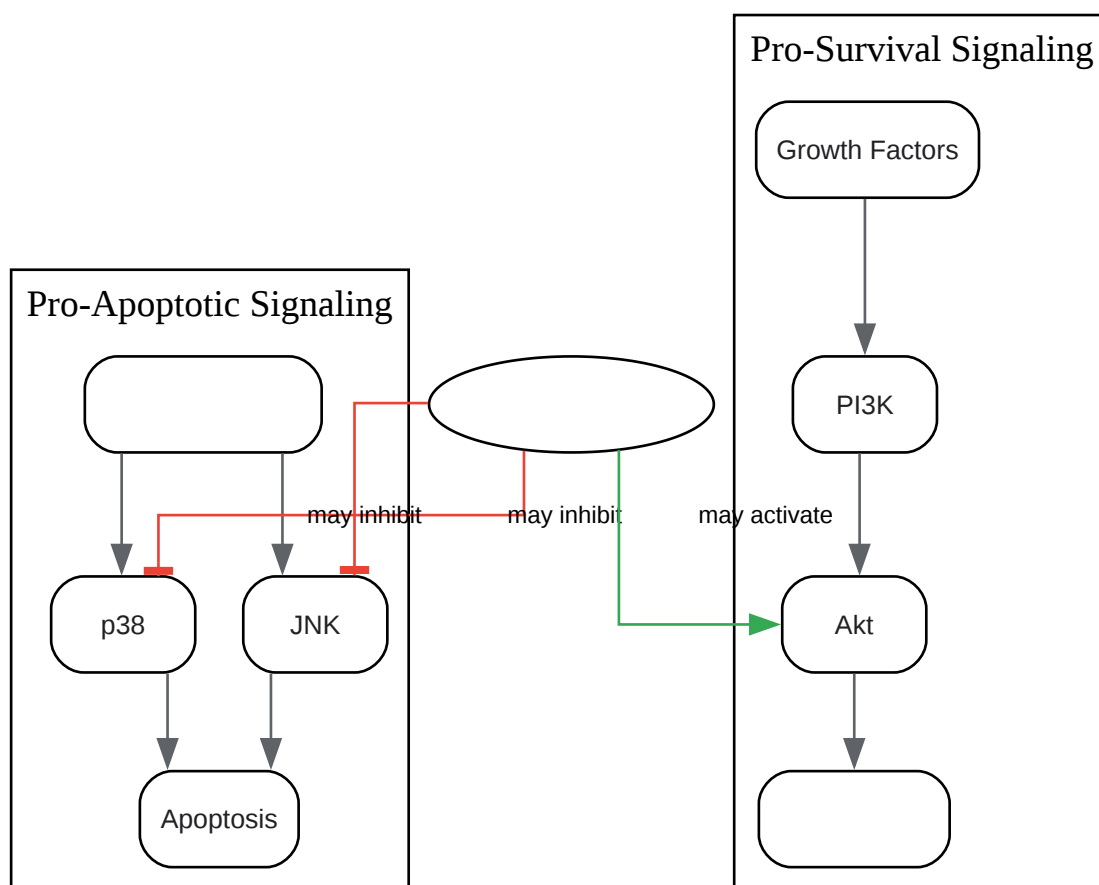 Pro-Survival Signaling
Growth Factors
Pro-Apoptotic Signaling
PI3K
may inhibit
may inhibit
may activate
p38
JNK
Akt
Apoptosis